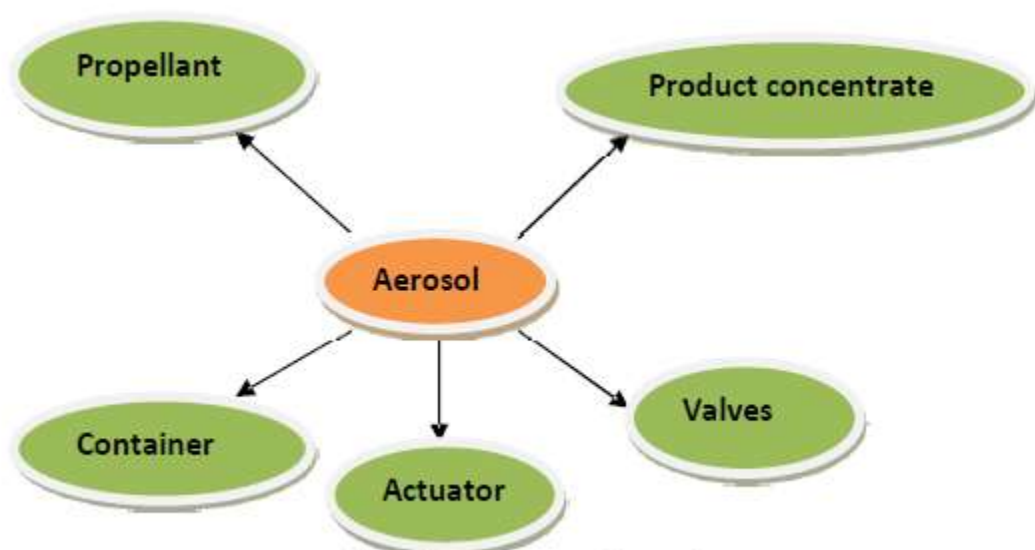 Propellant
Product concentrate
Aerosol
Container
Valves
Actuator